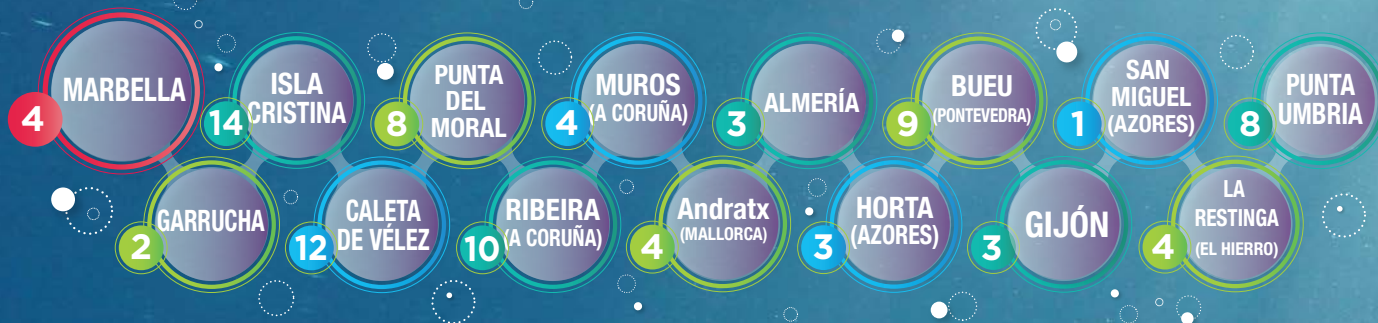 4
MARBELLA
14
ISLA
CRISTINA
8
PUNTA
DEL
MORAL
4
MUROS
(A CORUÑA)
3
ALMERÍA
9
BUEU
(PONTEVEDRA)
1
SAN
MIGUEL
(AZORES)
8
PUNTA
UMBRIA
2
GARRUCHA
12
CALETA
DE VÉLEZ
10
RIBEIRA
(A CORUÑA)
4
Andratx
(MALLORCA)
3
HORTA
(AZORES)
3
GIJÓN
4
LA
RESTINGA
(EL HIERRO)